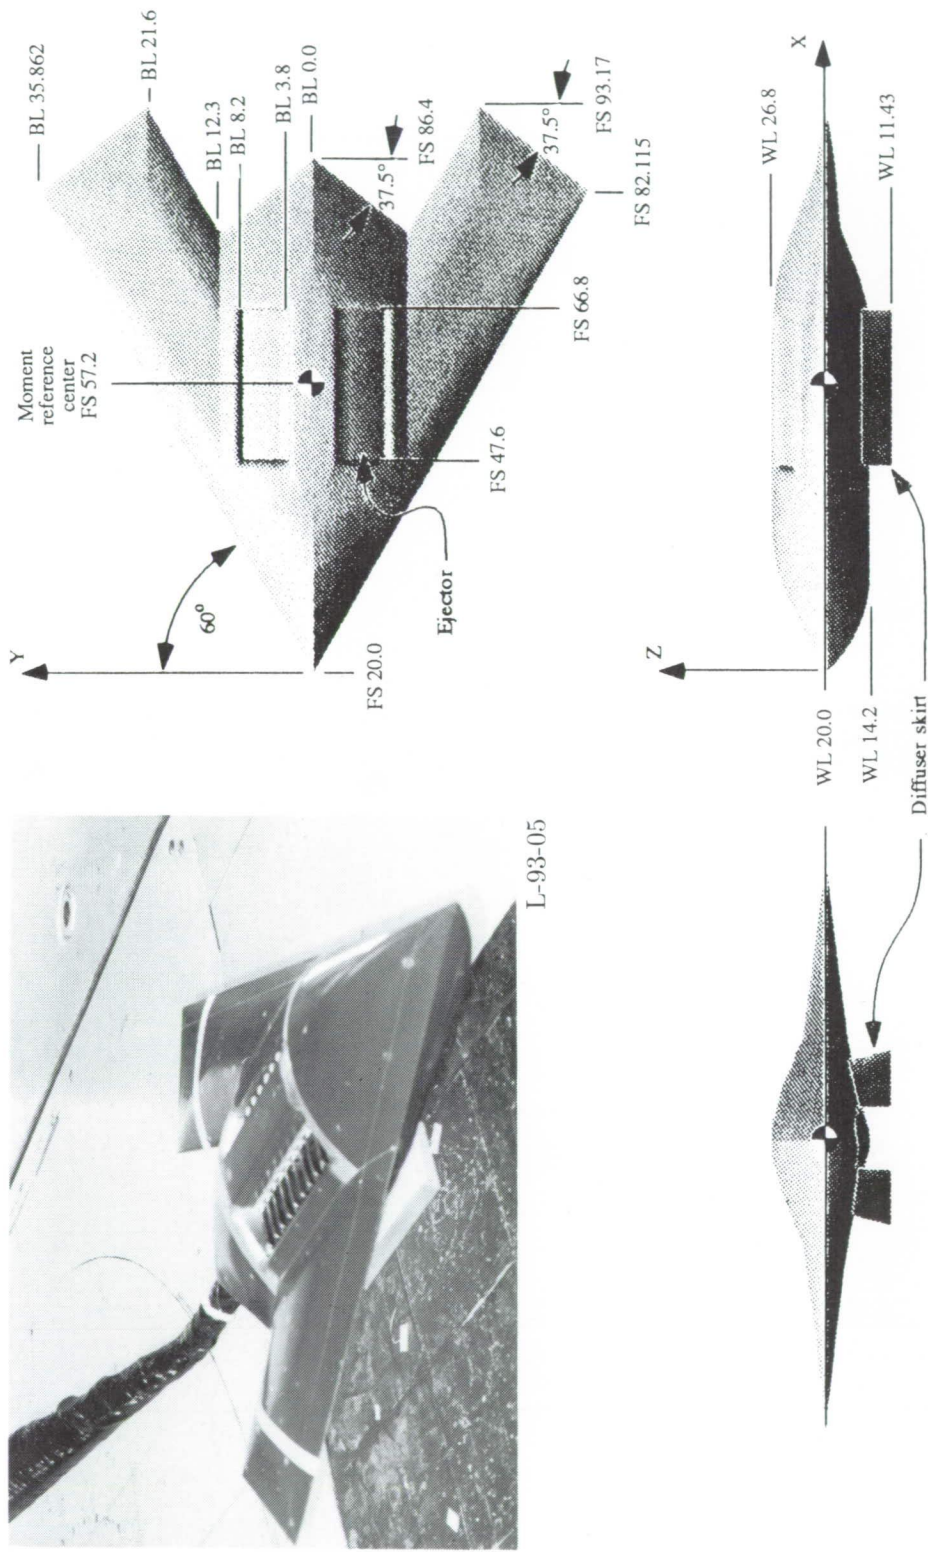 L-93-05
Y
60°
FS 20.0
Moment
reference
center
FS 57.2
Ejector
FS 47.6
FS 66.8
BL 35.862
BL 21.6
BL 12.3
BL 8.2
BL 3.8
BL 0.0
37.5°
FS 86.4
37.5°
FS 93.17
FS 82.115
Z
X
WL 20.0
WL 14.2
WL 26.8
WL 11.43
Diffuser skirt